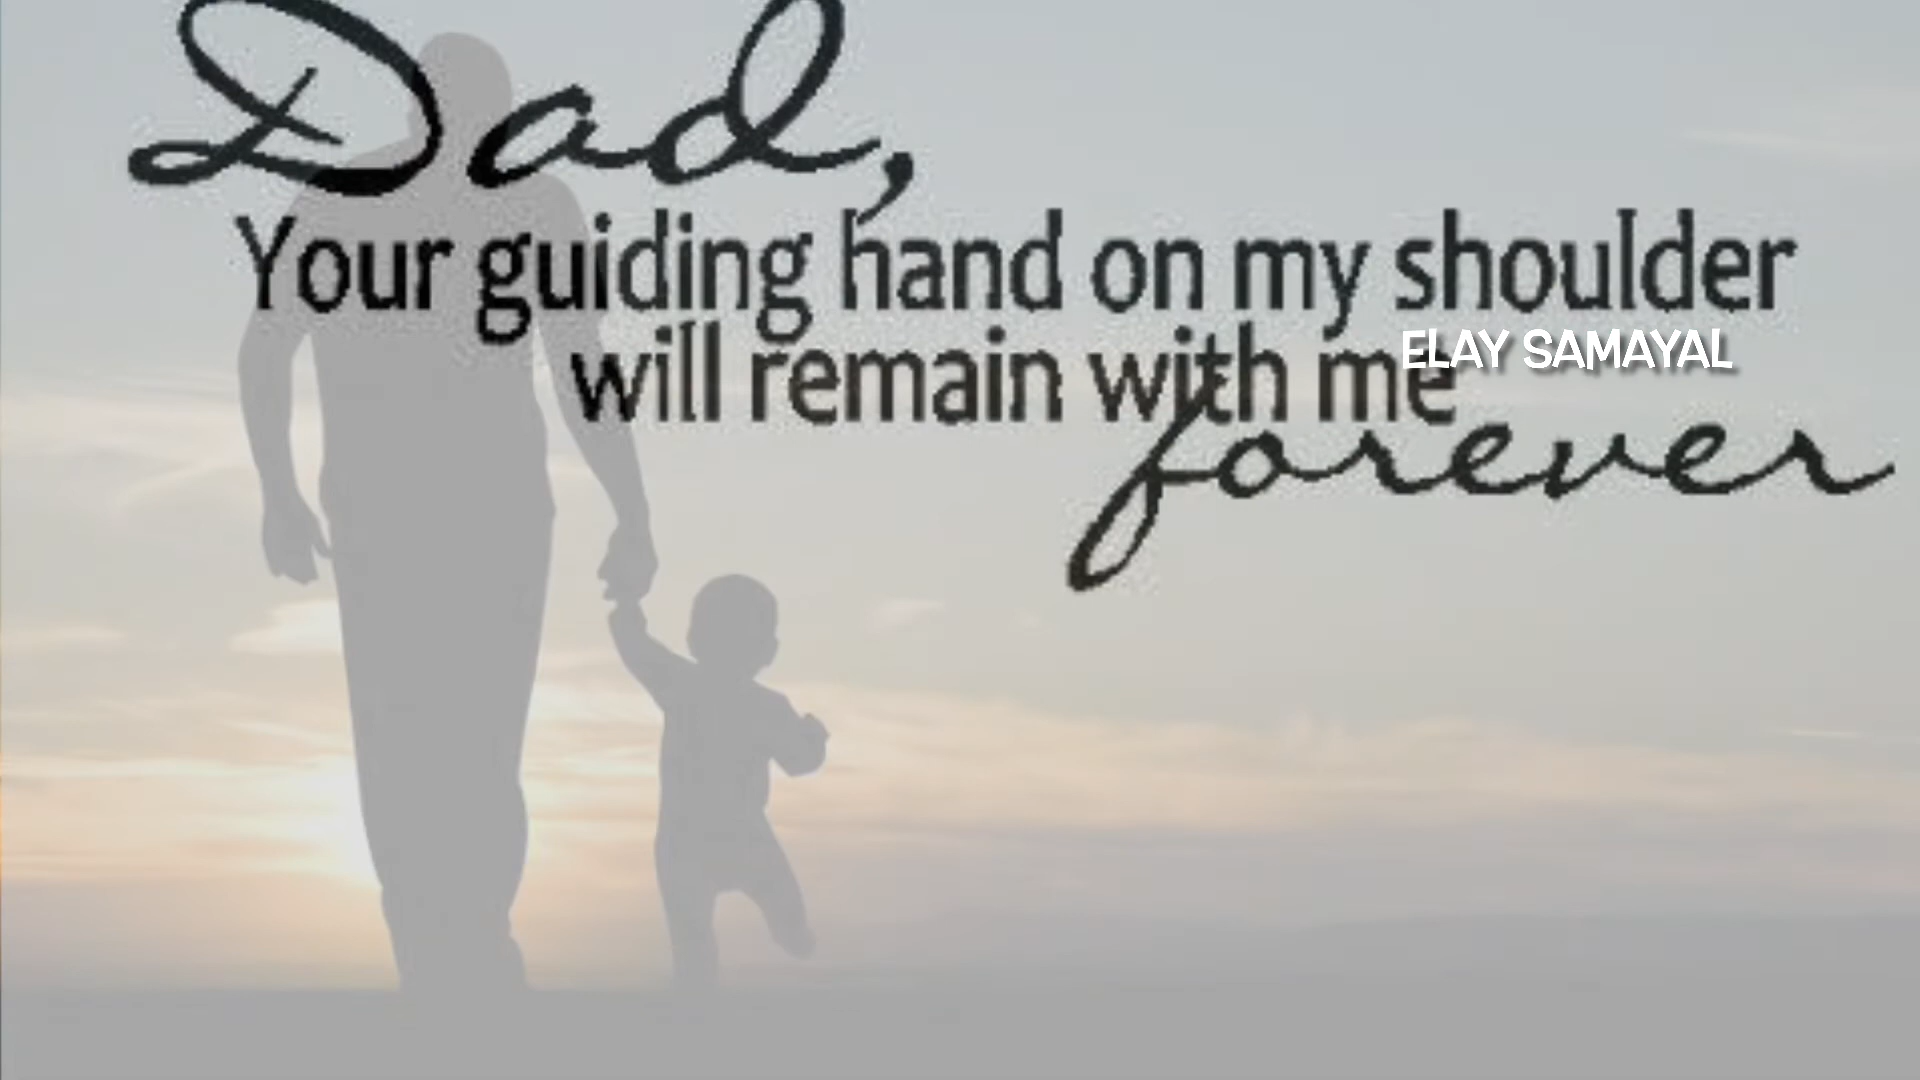 Dad,
Your guiding hand on my shoulder
will remain with me
ELAY SAMAYAL
forever